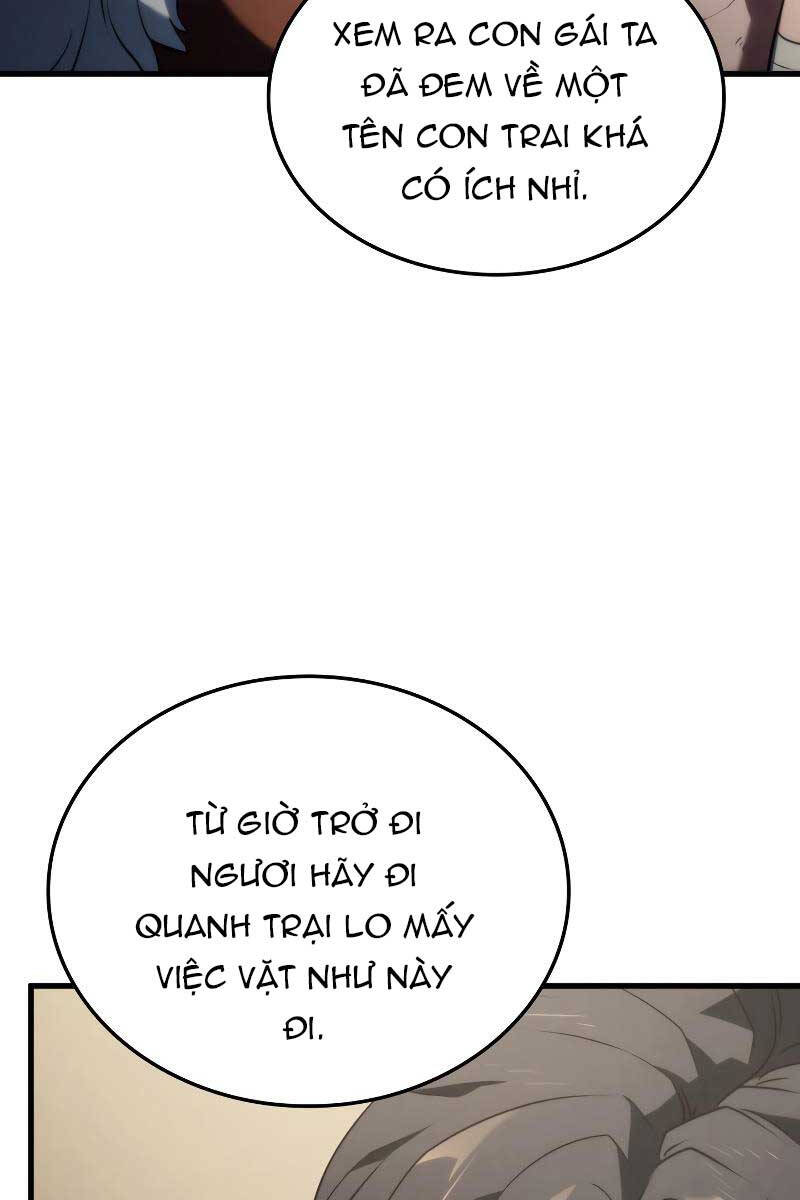 XEM RA CON GÁI TA
ĐÃ ĐEM VỀ MỘT
TÊN CON TRAI KHÁ
CÓ ÍCH NHỈ.
TỪ GIỜ TRỞ ĐI
NGƯƠI HÃY ĐI
QUANH TRẠI LO MẤY
VIỆC VẶT NHƯ NÀY
ĐI.